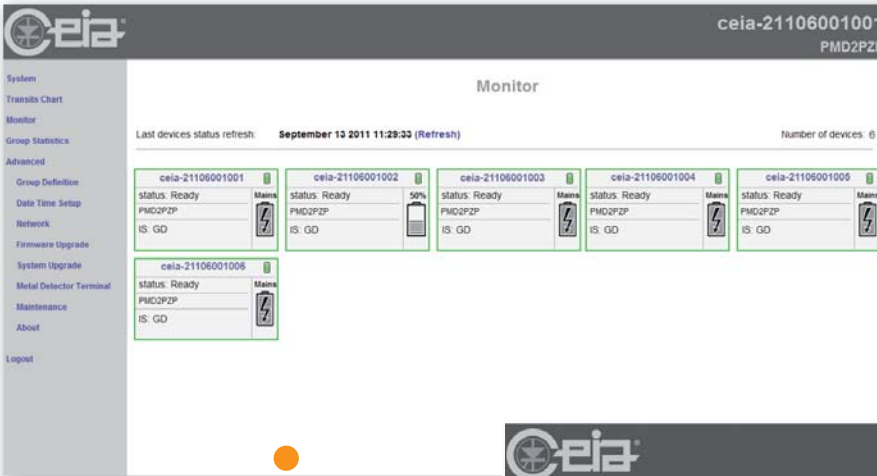 Ceia
ceia-21106001001
PMD2PZP
System
Transits Chart
Monitor
Group Statistics
Advanced
Group Definition
Date Time Setup
Network
Firmware Upgrade
System Upgrade
Metal Detector Terminal
Maintenance
About
Logout
Monitor
Last devices status refresh: September 13 2011 11:29:33 (Refresh) Number of devices: 6
ceia-21106001001
status: Ready Mains
PMD2PZP
IS: GD
ceia-21106001002
status: Ready 50%
PMD2PZP
IS: GD
ceia-21106001003
status: Ready Mains
PMD2PZP
IS: GD
ceia-21106001004
status: Ready Mains
PMD2PZP
IS: GD
ceia-21106001005
status: Ready Mains
PMD2PZP
IS: GD
ceia-21106001006
status: Ready Mains
PMD2PZP
IS: GD
Ceia